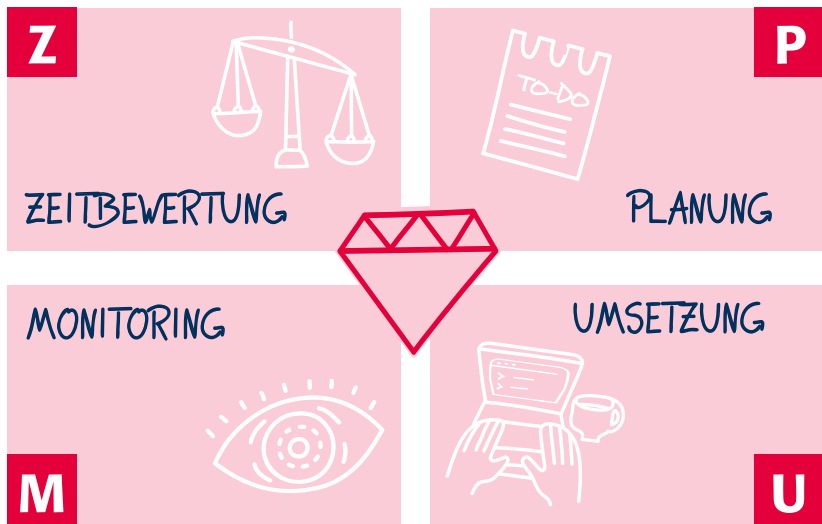 Z
ZEITBEWERTUNG
P
TO-DO
PLANUNG
MONITORING
M
UMSETZUNG
U